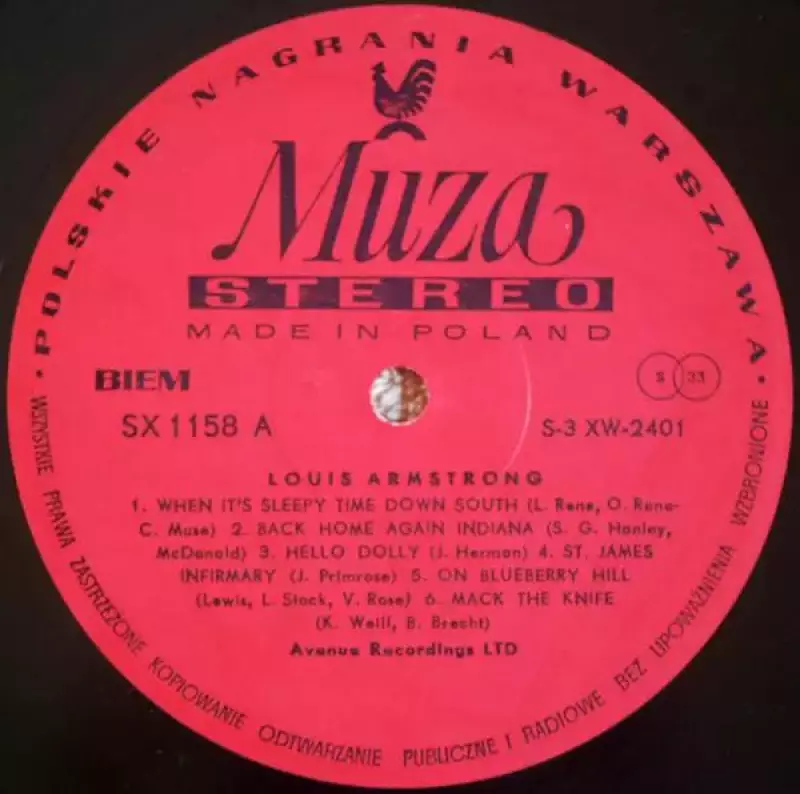 • POLSKIE NAGRANIA WARSZAWA •
Muza
STEREO
MADE IN POLAND
BIEM
S 33
SX 1158 A
S-3 XW-2401
LOUIS ARMSTRONG
1. WHEN IT'S SLEEPY TIME DOWN SOUTH (L. Rene, O. Rene-
C. Muse) 2. BACK HOME AGAIN INDIANA (S. G. Hanley,
McDonald) 3. HELLO DOLLY (J. Herman) 4. ST. JAMES
INFIRMARY (J. Primrose) 5. ON BLUEBERRY HILL
(Lewis, L. Stock, V. Rose) 6. MACK THE KNIFE
(K. Weill, B. Brecht)
Avenue Recordings LTD
WSZYSTKIE PRAWA ZASTRZEŻONE KOPIOWANIE ODTWARZANIE PUBLICZNE I RADIOWE BEZ UPOWAŻNIENIA WZBRONIONE